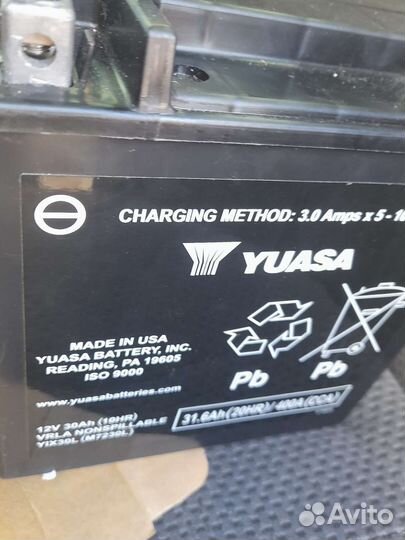 CHARGING METHOD: 3.0 Amps x 5 - 10
YUASA
MADE IN USA
YUASA BATTERY, INC.
READING, PA 19605
ISO 9000
www.yuasabatteries.com
Pb
Pb
12V 30Ah (10HR)
VRLA NONSPILLABLE
YIX30L (M7230L)
31.6Ah(20HR)/400A(CCA)
Avito